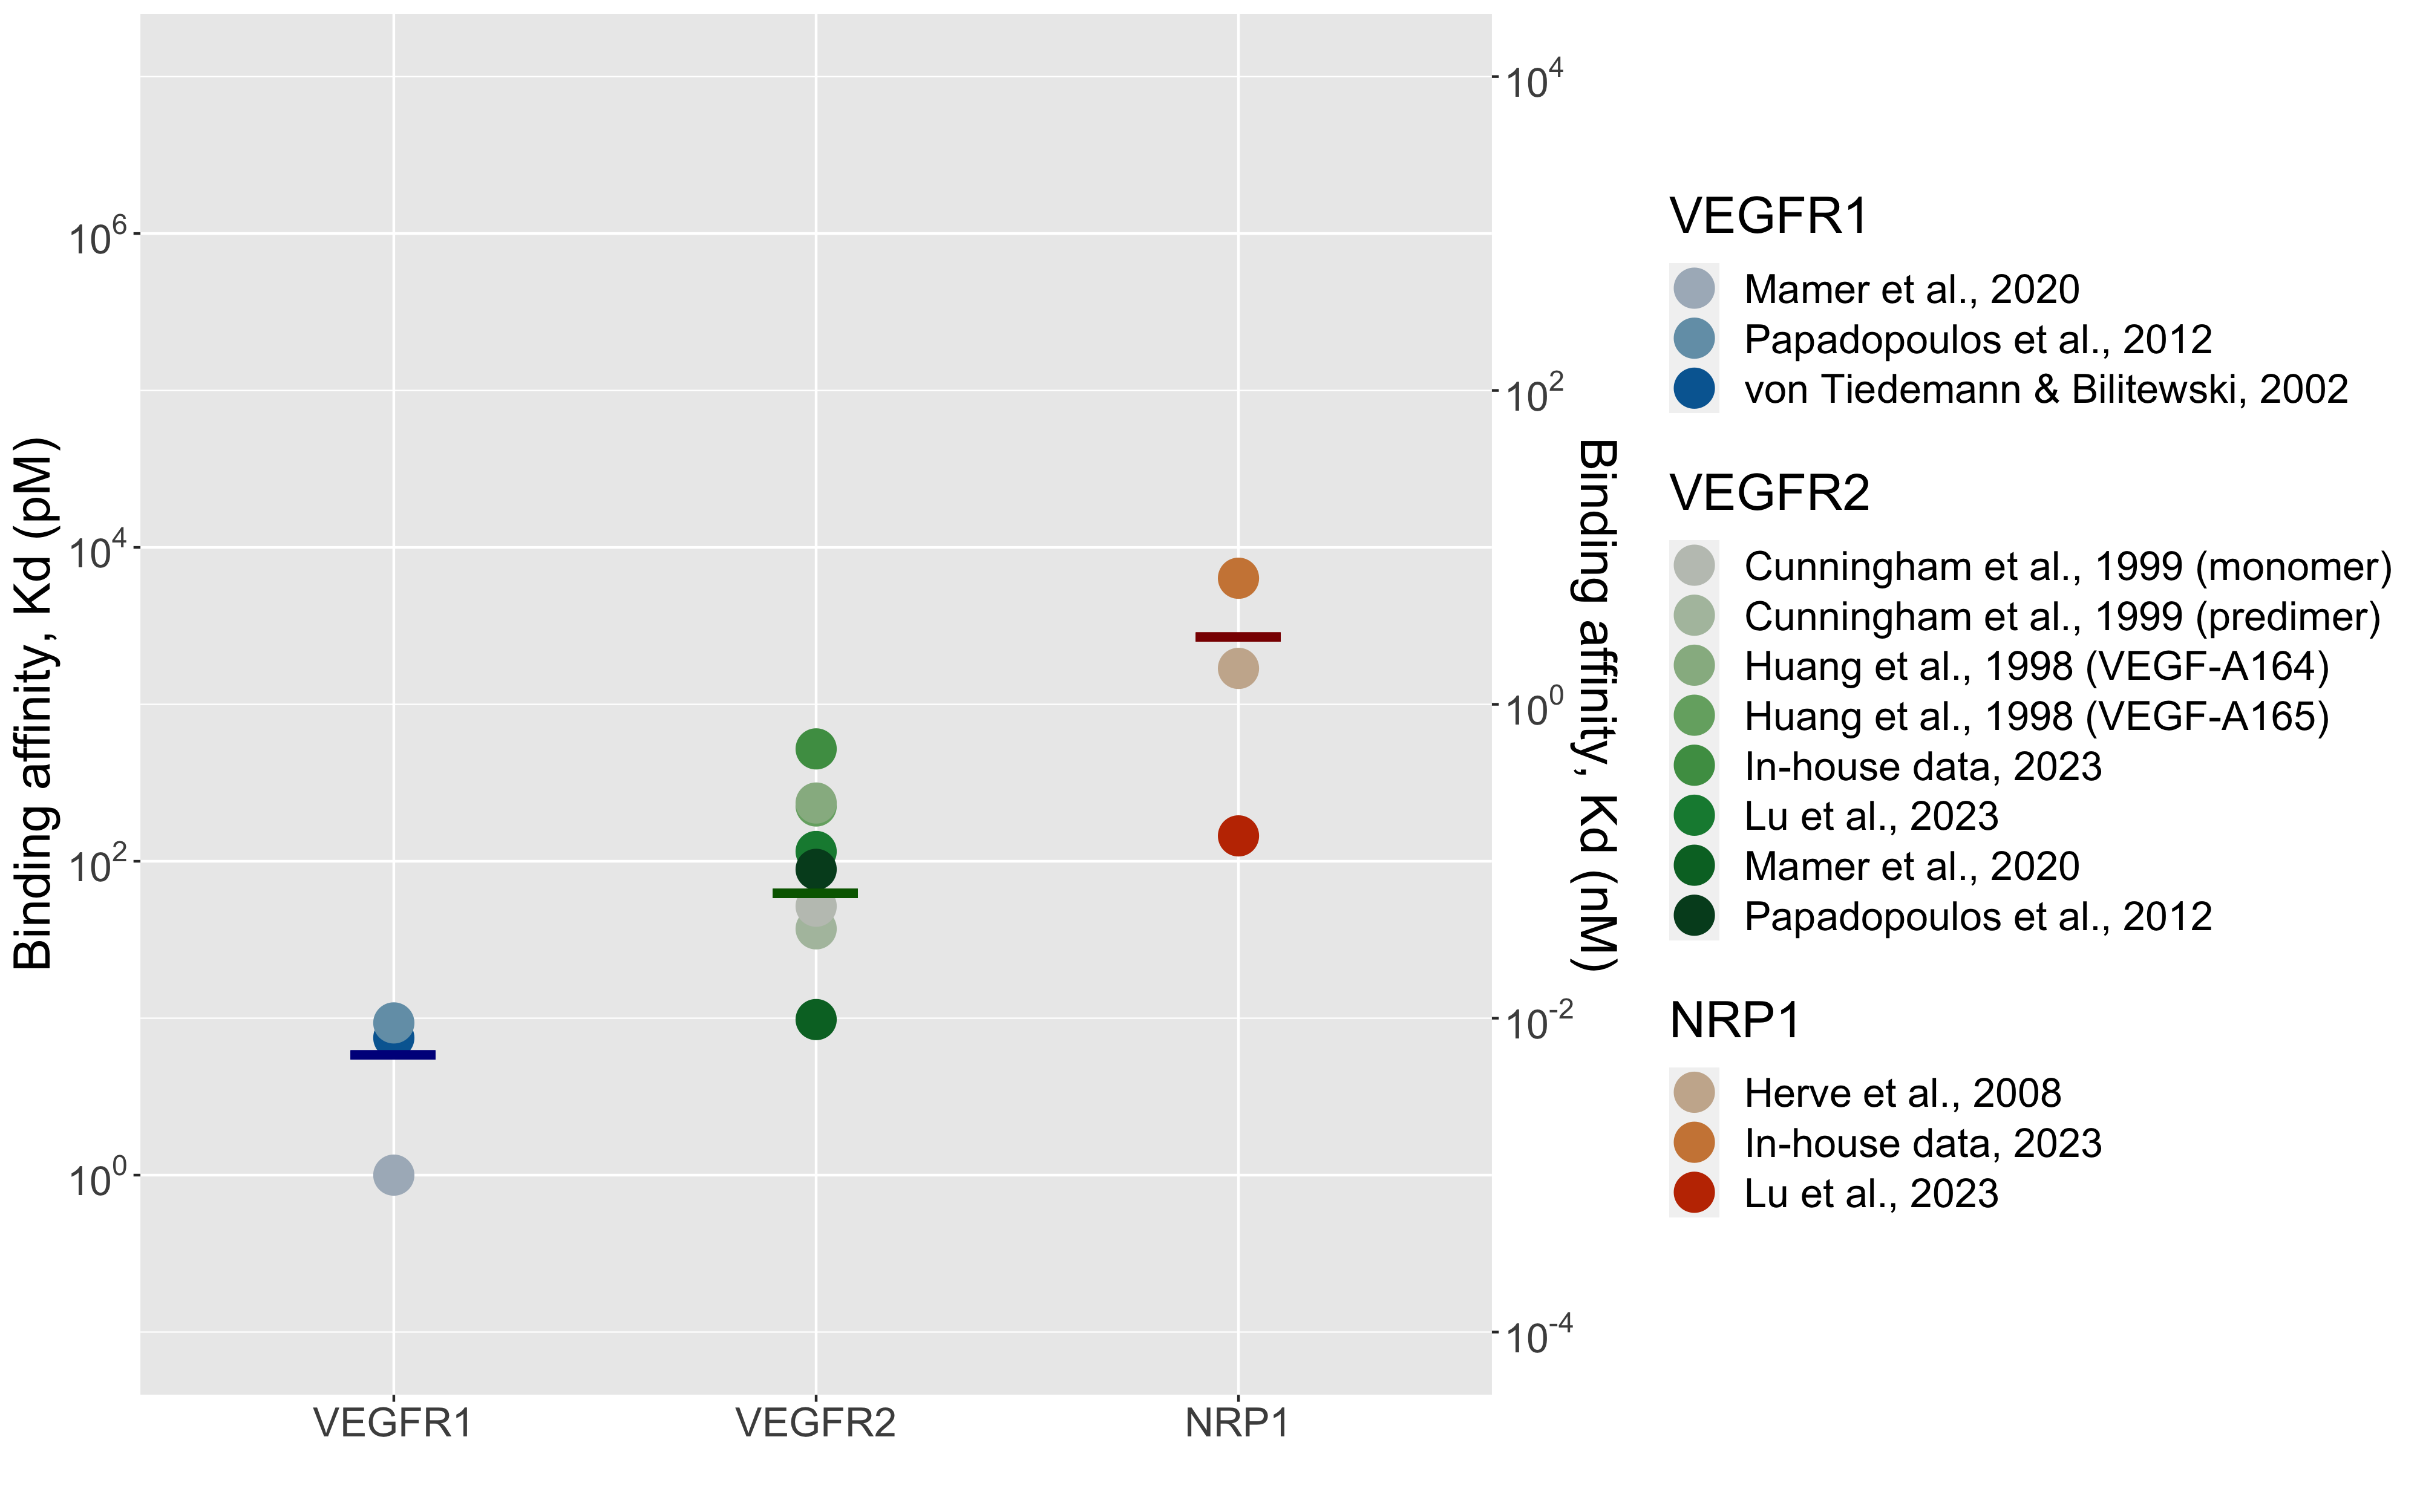 Binding affinity, Kd (pM)
10^6
10^4
10^2
10^0
VEGFR1
VEGFR2
NRP1
10^4
10^2
10^0
10^-2
10^-4
Binding affinity, Kd (nM)
VEGFR1
Mamer et al., 2020
Papadopoulos et al., 2012
von Tiedemann & Bilitewski, 2002
VEGFR2
Cunningham et al., 1999 (monomer)
Cunningham et al., 1999 (predimer)
Huang et al., 1998 (VEGF-A164)
Huang et al., 1998 (VEGF-A165)
In-house data, 2023
Lu et al., 2023
Mamer et al., 2020
Papadopoulos et al., 2012
NRP1
Herve et al., 2008
In-house data, 2023
Lu et al., 2023